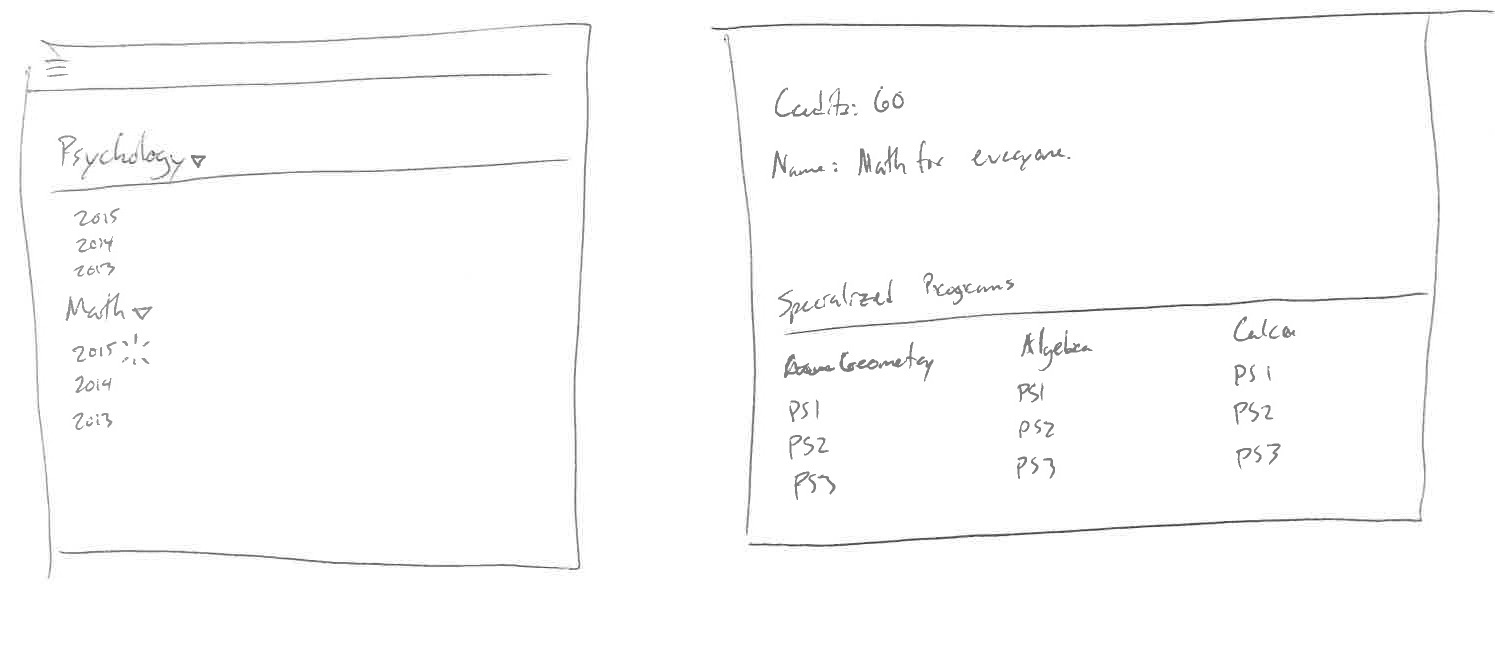 Psychology
2015
2014
2013
Math
2015
2014
2013
Credits: 60
Name: Math for everyone.
Specialized Programs
Geometry Algebra
PS1 PS1 PS1
PS2 PS2 PS2
PS3 PS3 PS3